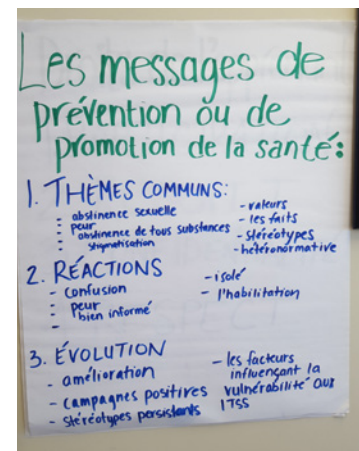 Les messages de
prévention ou de
promotion de la santé:
1. THÈMES COMMUNS:
- abstinence sexuelle
- peur
- abstinence de tous substances
- stigmatisation
- valeurs
- les faits
- stéréotypes
- hétéronormative
2. RÉACTIONS
- confusion
- peur
- bien informé
-
- isolé
- l'habilitation
3. ÉVOLUTION
- amélioration
- campagnes positives
- stéréotypes persistants
- les facteurs
influençant la
vulnérabilité aux
ITSS